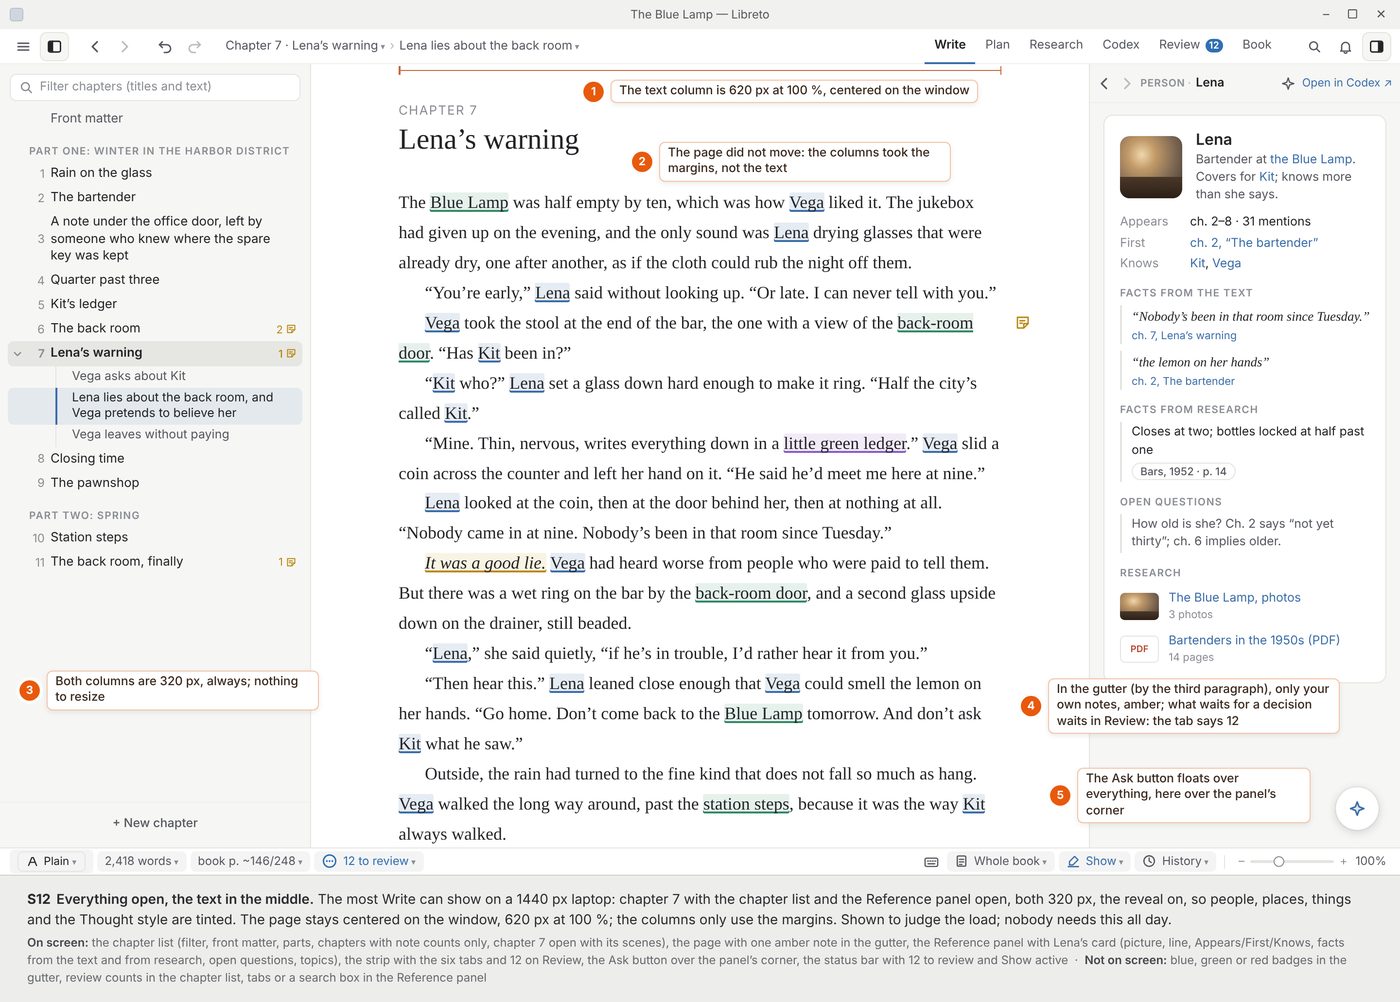 The Blue Lamp — Libreto
Chapter 7 · Lena’s warning
› Lena lies about the back room
Write
Plan
Research
Codex
Review 12
Book
Filter chapters (titles and text)
Front matter
PART ONE: WINTER IN THE HARBOR DISTRICT
1 Rain on the glass
2 The bartender
A note under the office door, left by
3 someone who knew where the spare
key was kept
4 Quarter past three
5 Kit’s ledger
6 The back room 2
7 Lena’s warning 1
Vega asks about Kit
Lena lies about the back room, and
Vega pretends to believe her
Vega leaves without paying
8 Closing time
9 The pawnshop
PART TWO: SPRING
10 Station steps
11 The back room, finally 1
3 Both columns are 320 px, always; nothing
to resize
+ New chapter
1 The text column is 620 px at 100 %, centered on the window
CHAPTER 7
Lena’s warning
2 The page did not move: the columns took the
margins, not the text
The Blue Lamp was half empty by ten, which was how Vega liked it. The jukebox
had given up on the evening, and the only sound was Lena drying glasses that were
already dry, one after another, as if the cloth could rub the night off them.
“You’re early,” Lena said without looking up. “Or late. I can never tell with you.”
Vega took the stool at the end of the bar, the one with a view of the back-room
door. “Has Kit been in?”
“Kit who?” Lena set a glass down hard enough to make it ring. “Half the city’s
called Kit.”
“Mine. Thin, nervous, writes everything down in a little green ledger.” Vega slid a
coin across the counter and left her hand on it. “He said he’d meet me here at nine.”
Lena looked at the coin, then at the door behind her, then at nothing at all.
“Nobody came in at nine. Nobody’s been in that room since Tuesday.”
It was a good lie. Vega had heard worse from people who were paid to tell them.
But there was a wet ring on the bar by the back-room door, and a second glass upside
down on the drainer, still beaded.
“Lena,” she said quietly, “if he’s in trouble, I’d rather hear it from you.”
“Then hear this.” Lena leaned close enough that Vega could smell the lemon on
her hands. “Go home. Don’t come back to the Blue Lamp tomorrow. And don’t ask
Kit what he saw.”
Outside, the rain had turned to the fine kind that does not fall so much as hang.
Vega walked the long way around, past the station steps, because it was the way Kit
always walked.
PERSON · Lena
Open in Codex ↗
Lena
Bartender at the Blue Lamp.
Covers for Kit; knows more
than she says.
Appears ch. 2–8 · 31 mentions
First ch. 2, “The bartender”
Knows Kit, Vega
FACTS FROM THE TEXT
“Nobody’s been in that room since Tuesday.”
ch. 7, Lena’s warning
“the lemon on her hands”
ch. 2, The bartender
FACTS FROM RESEARCH
Closes at two; bottles locked at half past
one
Bars, 1952 · p. 14
OPEN QUESTIONS
How old is she? Ch. 2 says “not yet
thirty”; ch. 6 implies older.
RESEARCH
The Blue Lamp, photos
3 photos
PDF
Bartenders in the 1950s (PDF)
14 pages
4 In the gutter (by the third paragraph), only your
own notes, amber; what waits for a decision
waits in Review: the tab says 12
5 The Ask button floats over
everything, here over the panel’s
corner
A Plain
2,418 words
book p. ~146/248
12 to review
Whole book
Show
History
− + 100%
S12 Everything open, the text in the middle. The most Write can show on a 1440 px laptop: chapter 7 with the chapter list and the Reference panel open, both 320 px, the reveal on, so people, places, things
and the Thought style are tinted. The page stays centered on the window, 620 px at 100 %; the columns only use the margins. Shown to judge the load; nobody needs this all day.
On screen: the chapter list (filter, front matter, parts, chapters with note counts only, chapter 7 open with its scenes), the page with one amber note in the gutter, the Reference panel with Lena’s card (picture, line, Appears/First/Knows, facts
from the text and from research, open questions, topics), the strip with the six tabs and 12 on Review, the Ask button over the panel’s corner, the status bar with 12 to review and Show active · Not on screen: blue, green or red badges in the
gutter, review counts in the chapter list, tabs or a search box in the Reference panel